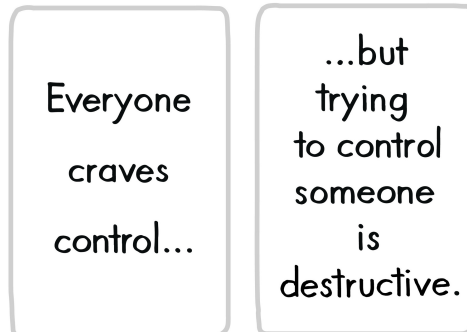 Everyone
craves
control...
...but
trying
to control
someone
is
destructive.